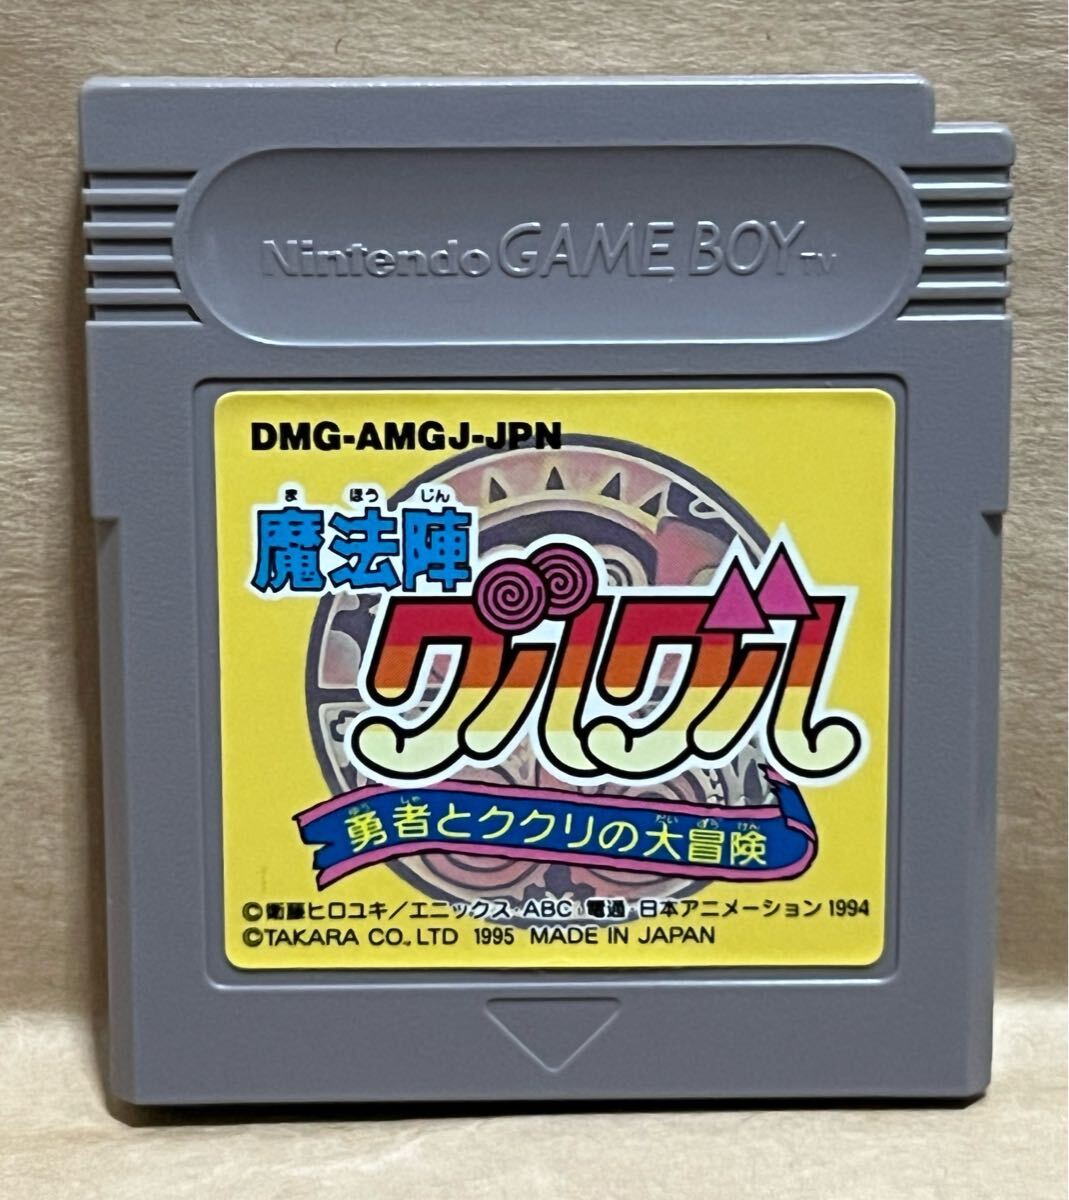 Nintendo GAME BOY TM
DMG-AMGJ-JPN
ま ほう じん
魔法陣
グルグル
ゆう しゃ だい ぼう けん
勇者とククリの大冒険
©衛藤ヒロユキ/エニックス・ABC・電通・日本アニメーション 1994
©TAKARA CO., LTD 1995 MADE IN JAPAN